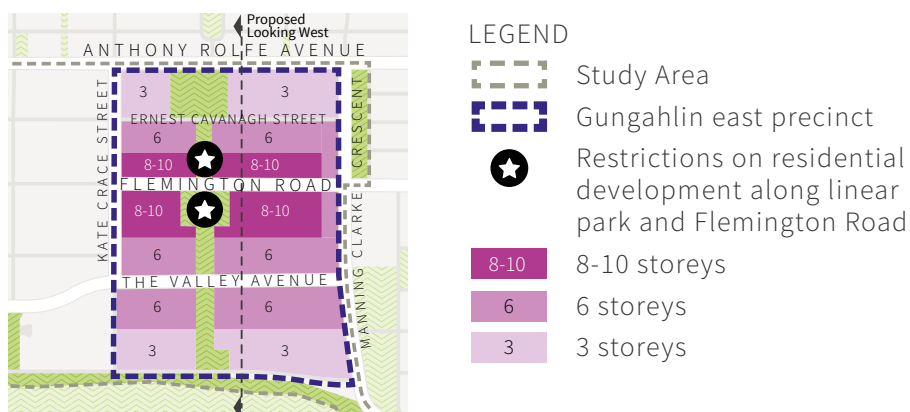 Proposed
Looking West
ANTHONY ROLFE AVENUE
KATE CRACE STREET
3
3
CRESCENT
ERNEST CAVANAGH STREET
6
6
8-10
8-10
FLEMINGTON ROAD
8-10
8-10
MANNING CLARKE
6
6
THE VALLEY AVENUE
6
6
3
3
LEGEND
Study Area
Gungahlin east precinct
Restrictions on residential
development along linear
park and Flemington Road
8-10 8-10 storeys
6 6 storeys
3 3 storeys